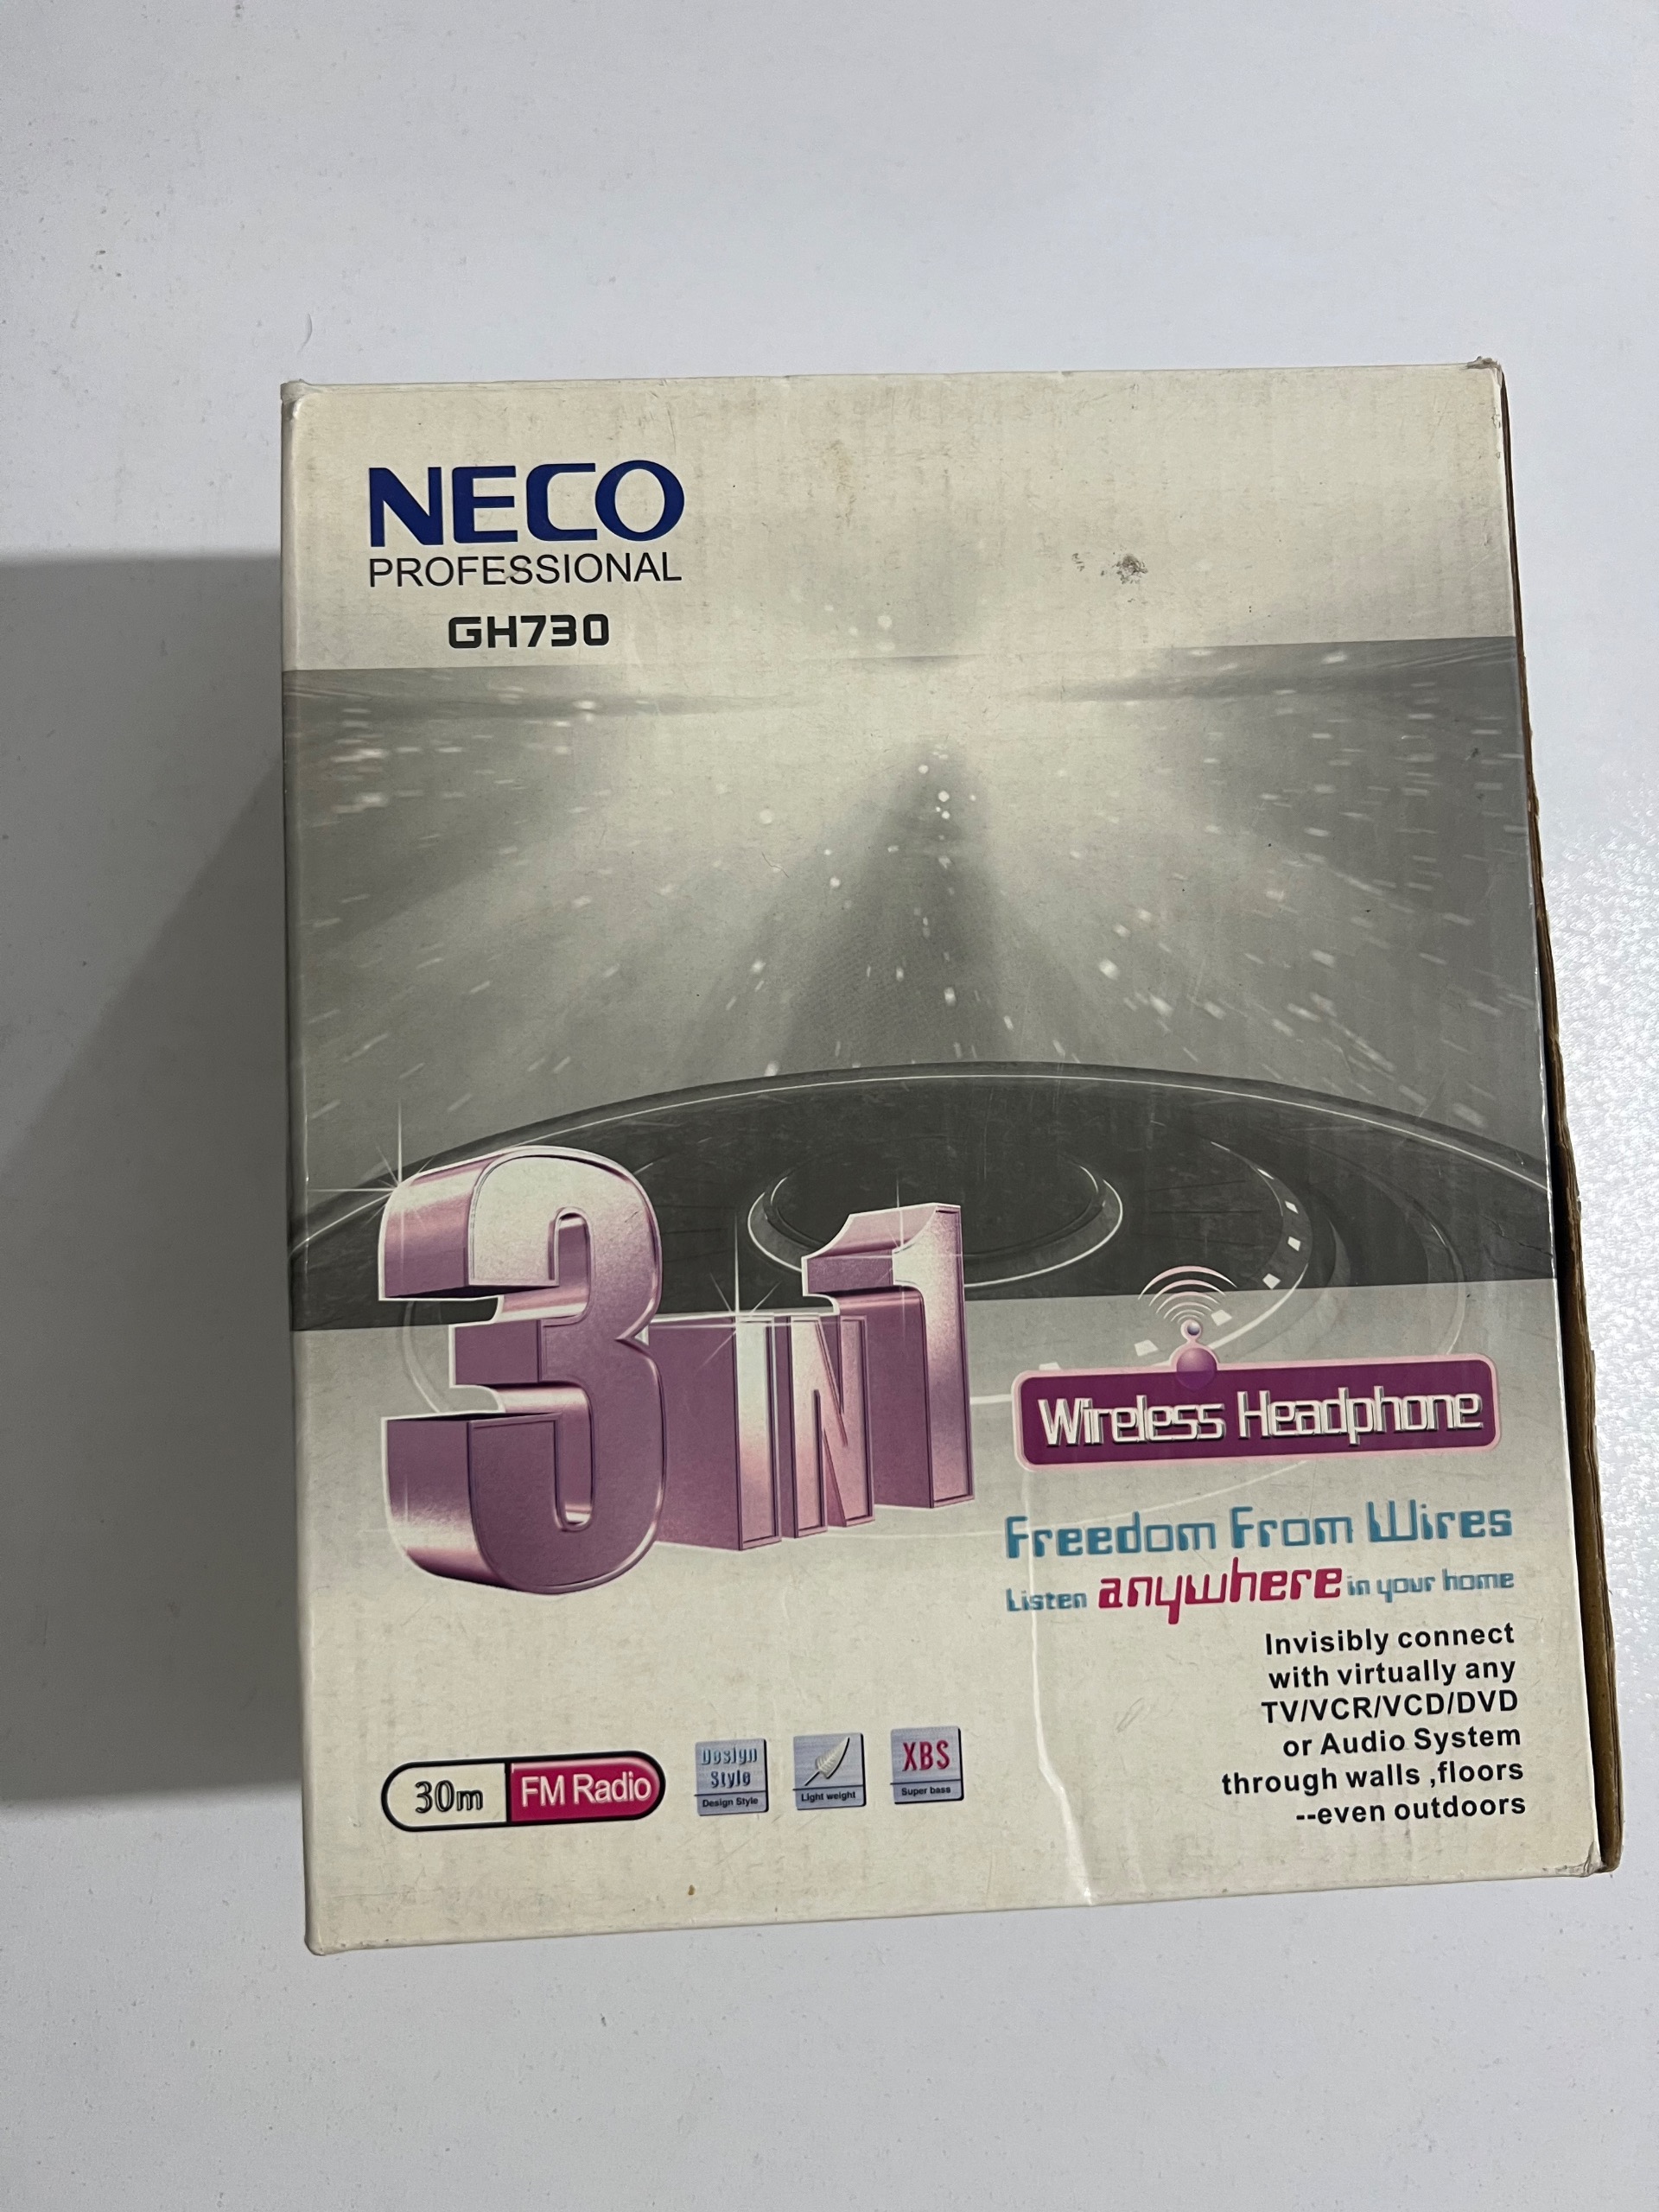 NECO
PROFESSIONAL
GH730
3 IN 1
Wireless Headphone
Freedom From Wires
Listen anywhere in your home
Invisibly connect
with virtually any
TV/VCR/VCD/DVD
or Audio System
through walls ,floors
--even outdoors
30m FM Radio
Design
Style
Design Style
Light weight
XBS
Super bass